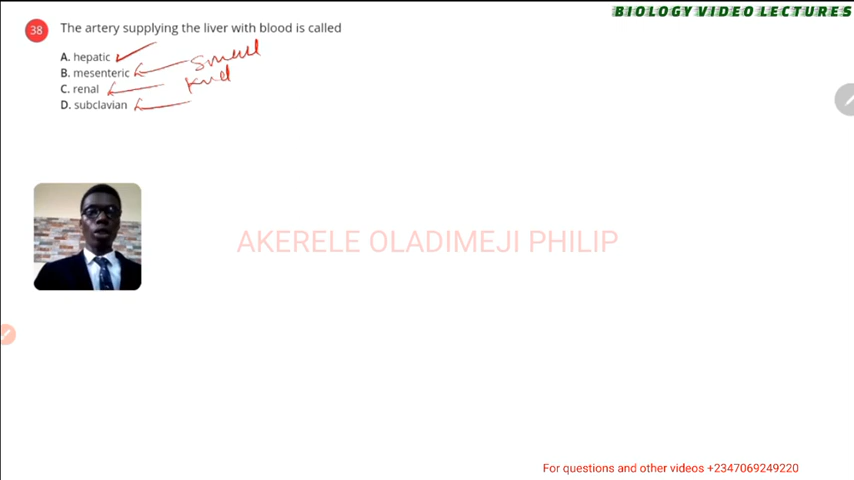 BIOLOGY VIDEO LECTURES
38 The artery supplying the liver with blood is called
A. hepatic
B. mesenteric
small
C. renal
kid
D. subclavian
AKERELE OLADIMEJI PHILIP
For questions and other videos +2347069249220